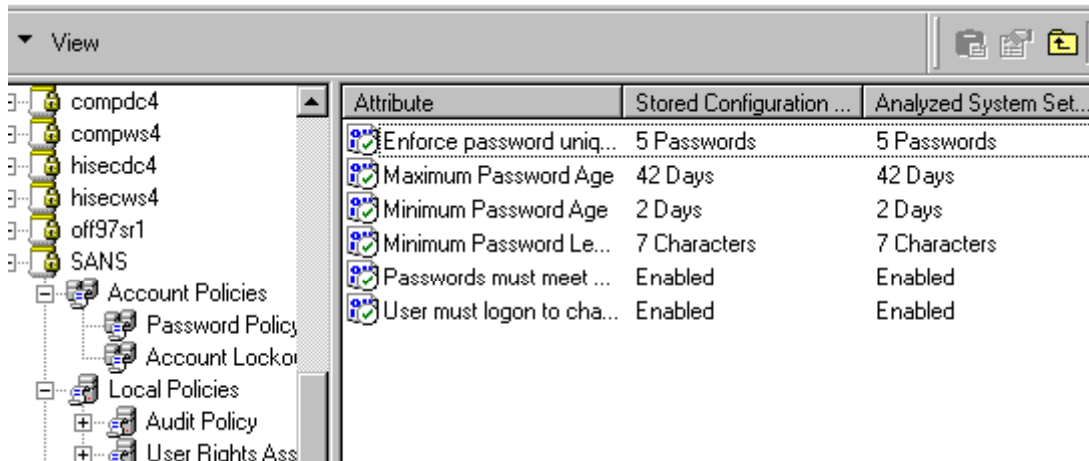 View
compdc4
compws4
hisecdc4
hisecws4
off97sr1
SANS
Account Policies
Password Policy
Account Lockou
Local Policies
Audit Policy
User Rights Ass
Attribute Stored Configuration ... Analyzed System Set...
Enforce password uniq... 5 Passwords 5 Passwords
Maximum Password Age 42 Days 42 Days
Minimum Password Age 2 Days 2 Days
Minimum Password Le... 7 Characters 7 Characters
Passwords must meet ... Enabled Enabled
User must logon to cha... Enabled Enabled